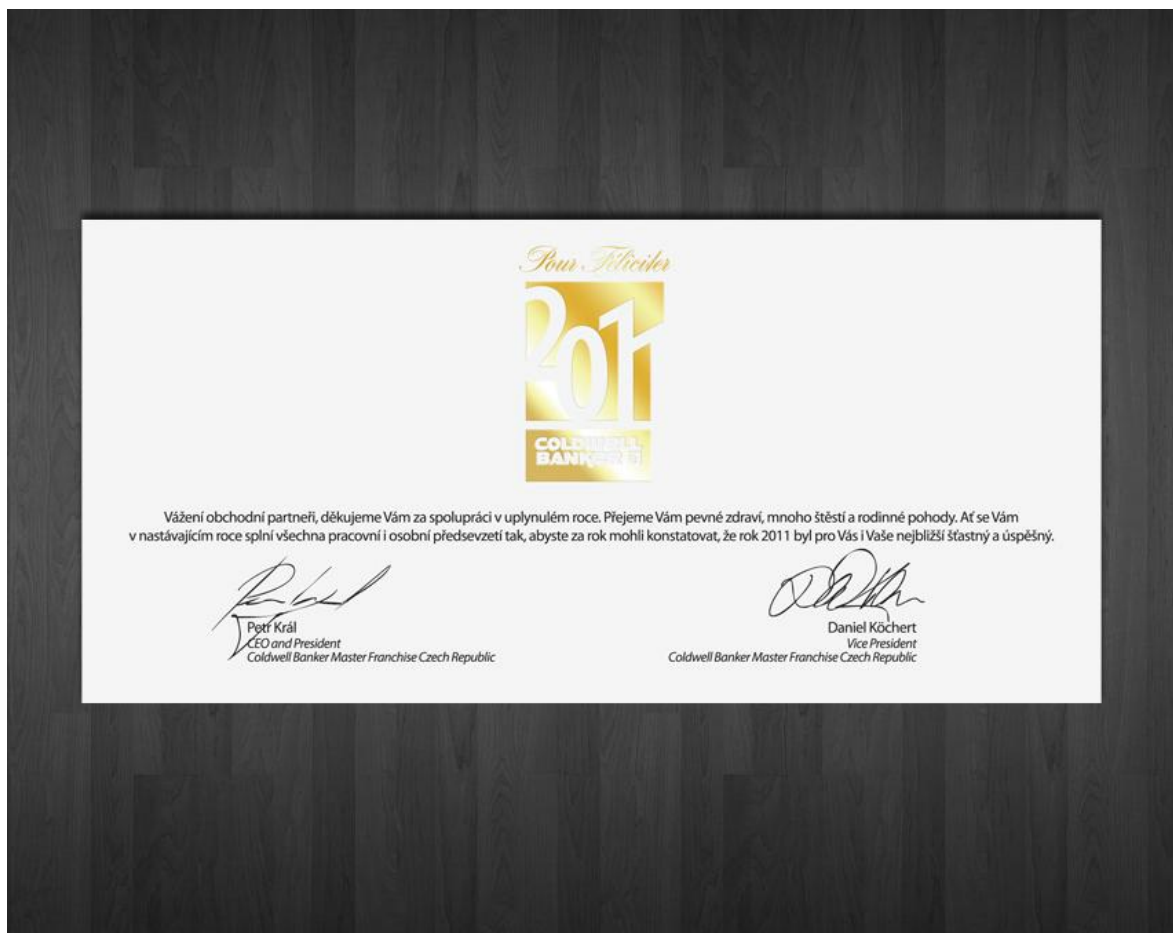 Pour Féliciter
2011
COLDWELL
BANKER
Vážení obchodní partneři, děkujeme Vám za spolupráci v uplynulém roce. Přejeme Vám pevné zdraví, mnoho štěstí a rodinné pohody. Ať se Vám
v nastávajícím roce splní všechna pracovní i osobní předsevzetí tak, abyste za rok mohli konstatovat, že rok 2011 byl pro Vás i Vaše nejbližší šťastný a úspěšný.
Petr Král
CEO and President
Coldwell Banker Master Franchise Czech Republic
Daniel Köchert
Vice President
Coldwell Banker Master Franchise Czech Republic